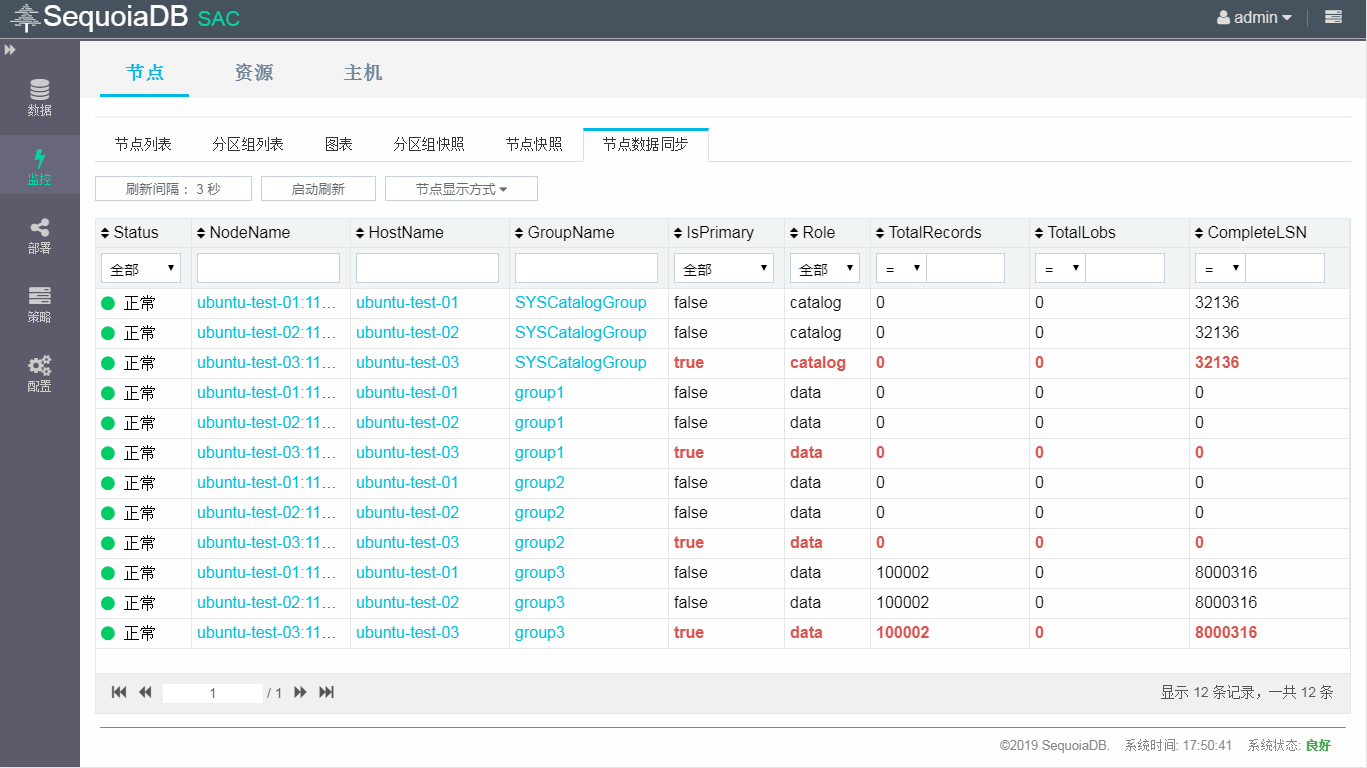 SequoiaDB SAC
admin
数据
监控
部署
策略
配置
节点 资源 主机
节点列表 分区组列表 图表 分区组快照 节点快照 节点数据同步
刷新间隔： 3 秒 启动刷新 节点显示方式
Status NodeName HostName GroupName IsPrimary Role TotalRecords TotalLobs CompleteLSN
全部 全部 全部 = = =
正常 ubuntu-test-01:11... ubuntu-test-01 SYSCatalogGroup false catalog 0 0 32136
正常 ubuntu-test-02:11... ubuntu-test-02 SYSCatalogGroup false catalog 0 0 32136
正常 ubuntu-test-03:11... ubuntu-test-03 SYSCatalogGroup true catalog 0 0 32136
正常 ubuntu-test-01:11... ubuntu-test-01 group1 false data 0 0 0
正常 ubuntu-test-02:11... ubuntu-test-02 group1 false data 0 0 0
正常 ubuntu-test-03:11... ubuntu-test-03 group1 true data 0 0 0
正常 ubuntu-test-01:11... ubuntu-test-01 group2 false data 0 0 0
正常 ubuntu-test-02:11... ubuntu-test-02 group2 false data 0 0 0
正常 ubuntu-test-03:11... ubuntu-test-03 group2 true data 0 0 0
正常 ubuntu-test-01:11... ubuntu-test-01 group3 false data 100002 0 8000316
正常 ubuntu-test-02:11... ubuntu-test-02 group3 false data 100002 0 8000316
正常 ubuntu-test-03:11... ubuntu-test-03 group3 true data 100002 0 8000316
1 / 1 显示 12 条记录，一共 12 条
©2019 SequoiaDB. 系统时间: 17:50:41 系统状态: 良好